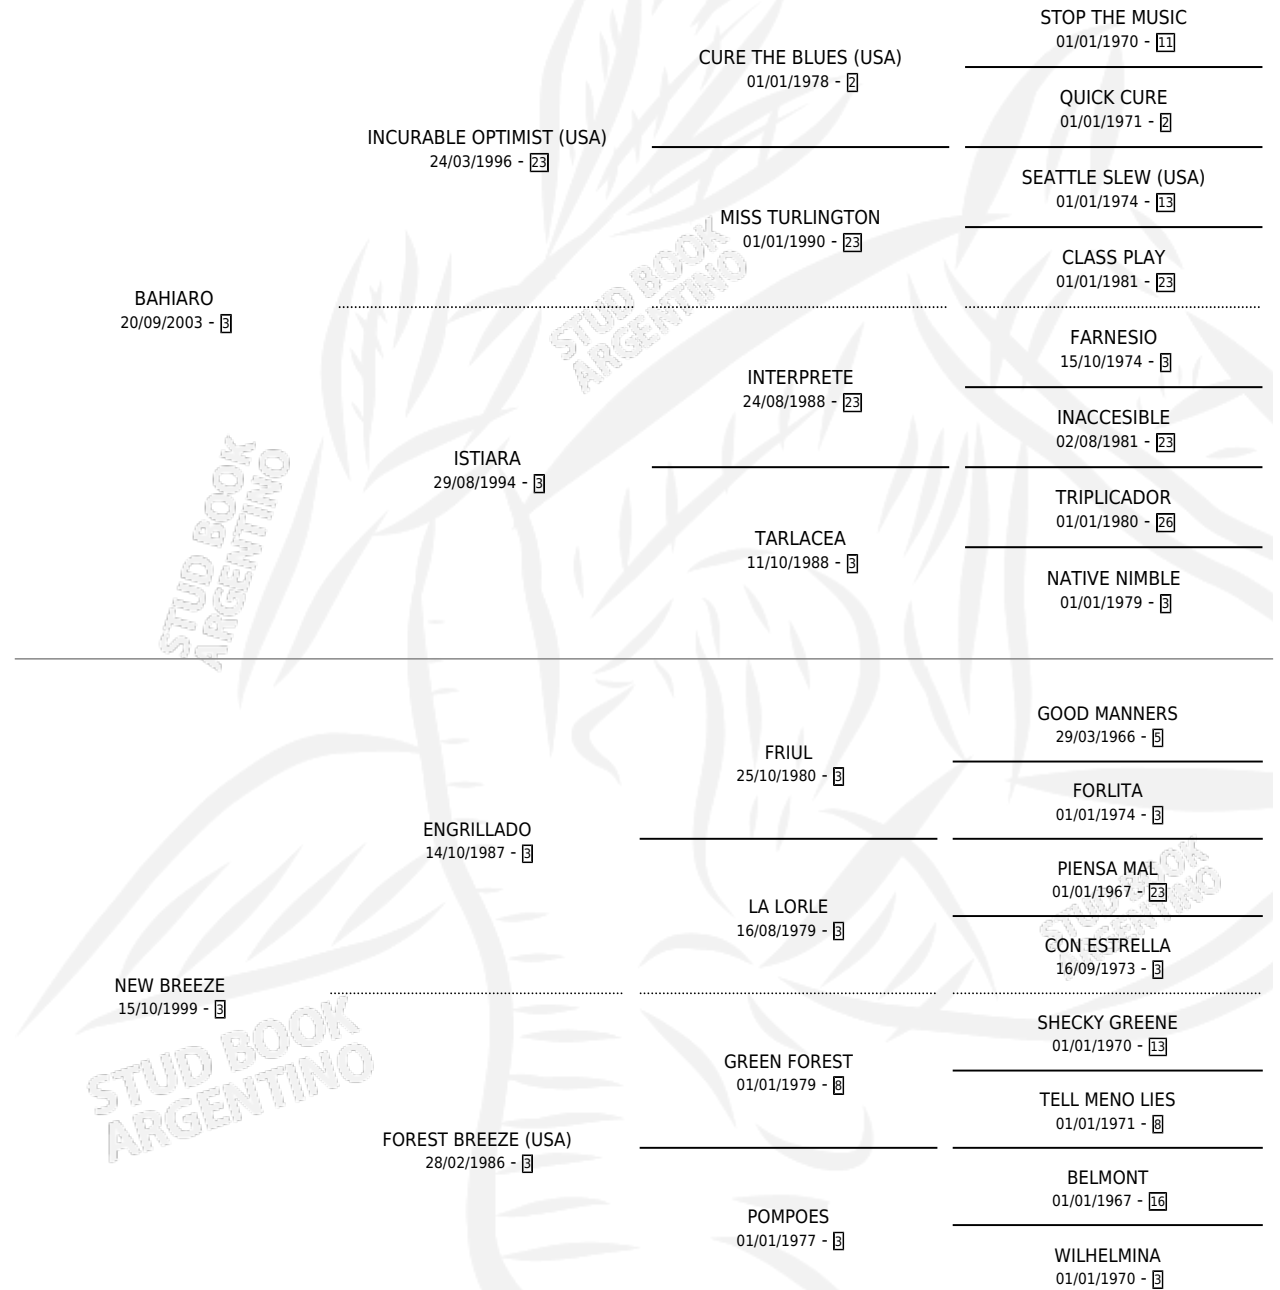 STOP THE MUSIC
01/01/1970 - 11
CURE THE BLUES (USA)
01/01/1978 - 2
QUICK CURE
01/01/1971 - 2
INCURABLE OPTIMIST (USA)
24/03/1996 - 23
SEATTLE SLEW (USA)
01/01/1974 - 13
MISS TURLINGTON
01/01/1990 - 23
CLASS PLAY
01/01/1981 - 23
BAHIARO
20/09/2003 - 3
FARNESIO
15/10/1974 - 3
INTERPRETE
24/08/1988 - 23
INACCESIBLE
02/08/1981 - 23
ISTIARA
29/08/1994 - 3
TRIPLICADOR
01/01/1980 - 26
TARLACEA
11/10/1988 - 3
NATIVE NIMBLE
01/01/1979 - 3
STUD BOOK
ARGENTINO
STUD BOOK
ARGENTINO
GOOD MANNERS
29/03/1966 - 5
FRIUL
25/10/1980 - 3
FORLITA
01/01/1974 - 3
ENGRILLADO
14/10/1987 - 3
PIENSA MAL
01/01/1967 - 23
LA LORLE
16/08/1979 - 3
CON ESTRELLA
16/09/1973 - 3
NEW BREEZE
15/10/1999 - 3
SHECKY GREENE
01/01/1970 - 13
GREEN FOREST
01/01/1979 - 8
TELL MENO LIES
01/01/1971 - 8
FOREST BREEZE (USA)
28/02/1986 - 3
BELMONT
01/01/1967 - 16
POMPOES
01/01/1977 - 3
WILHELMINA
01/01/1970 - 3
STUD BOOK
ARGENTINO
STUD BOOK
ARGENTINO